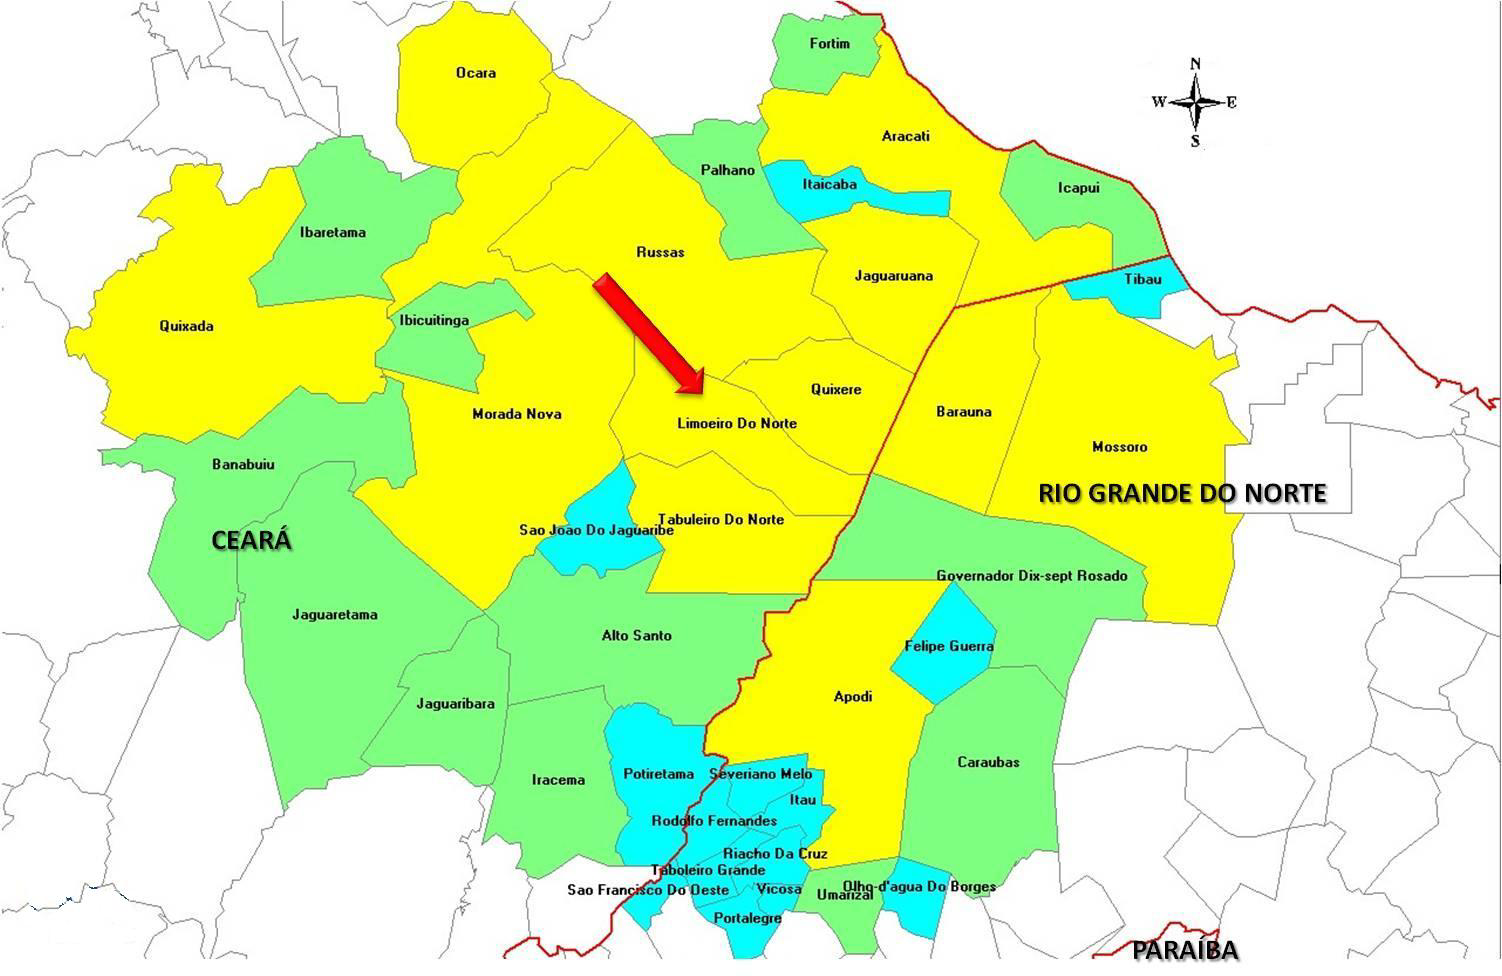 Fortim
N
Ocara
W E
Aracati
S
Palhano
Itaicaba
Icapui
Ibaretama
Russas
Jaguaruana
Tibau
Ibicuitinga
Quixada
Quixere
Morada Nova
Barauna
Limoeiro Do Norte
Mossoro
Banabuiu
RIO GRANDE DO NORTE
Tabuleiro Do Norte
Sao Joao Do Jaguaribe
CEARÁ
Governador Dix-sept Rosado
Jaguaretama
Alto Santo
Felipe Guerra
Apodi
Jaguaribara
Caraubas
Potiretama
Severiano Melo
Iracema
Itau
Rodolfo Fernandes
Riacho Da Cruz
Taboleiro Grande
Sao Francisco Do Oeste
Vicosa
Olho-d'agua Do Borges
Umarizal
Portalegre
PARAÍBA